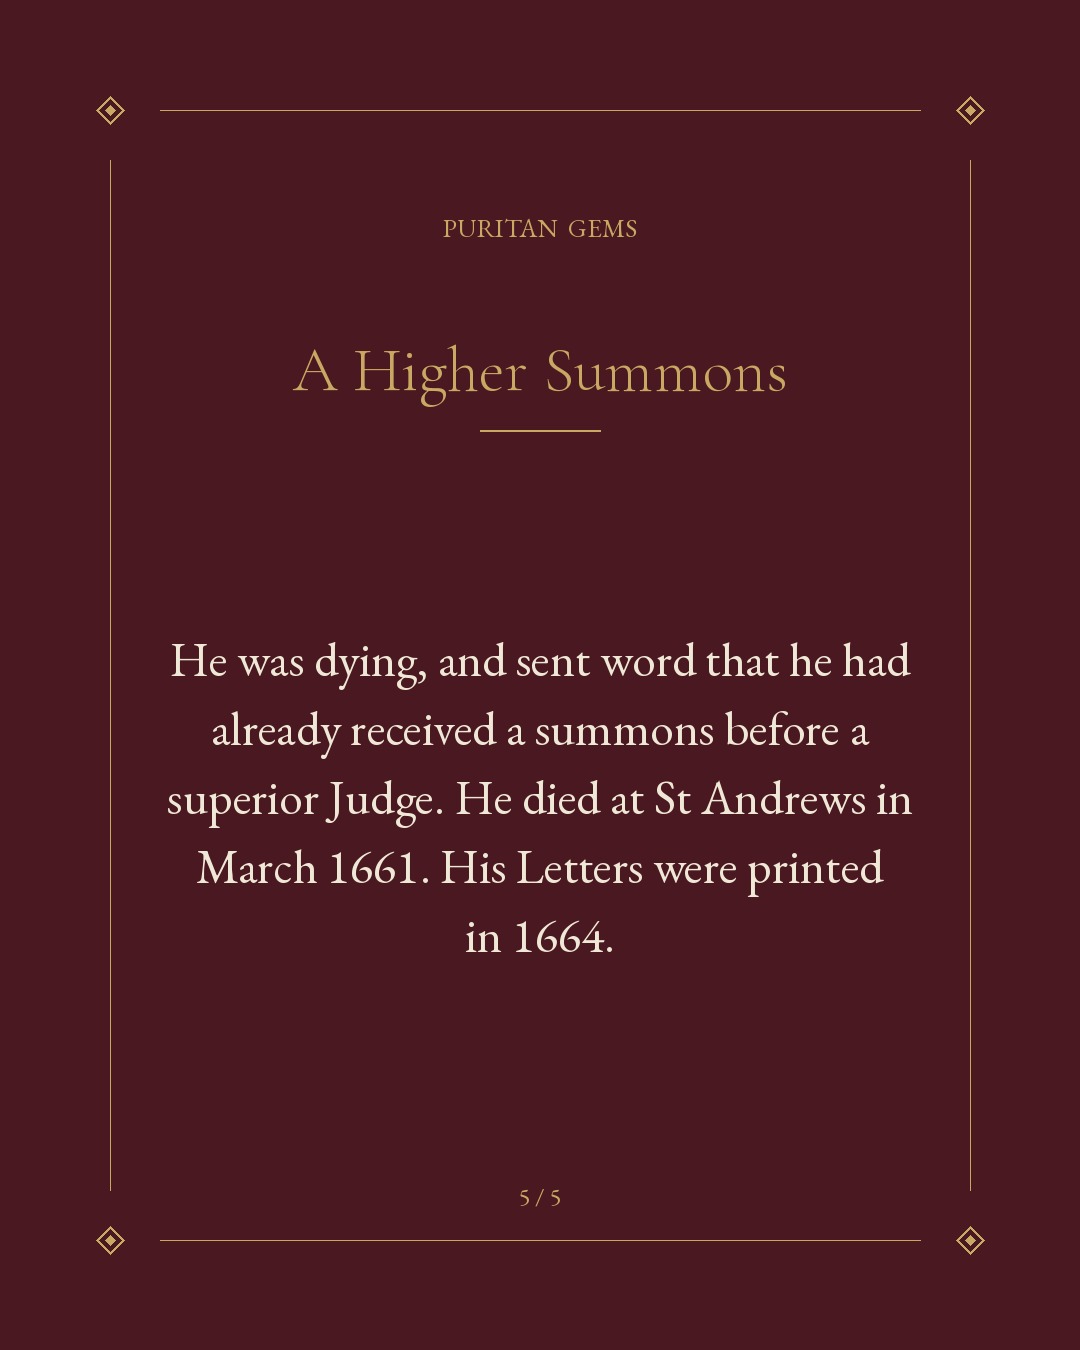 PURITAN GEMS
A Higher Summons
He was dying, and sent word that he had
already received a summons before a
superior Judge. He died at St Andrews in
March 1661. His Letters were printed
in 1664.
5 / 5